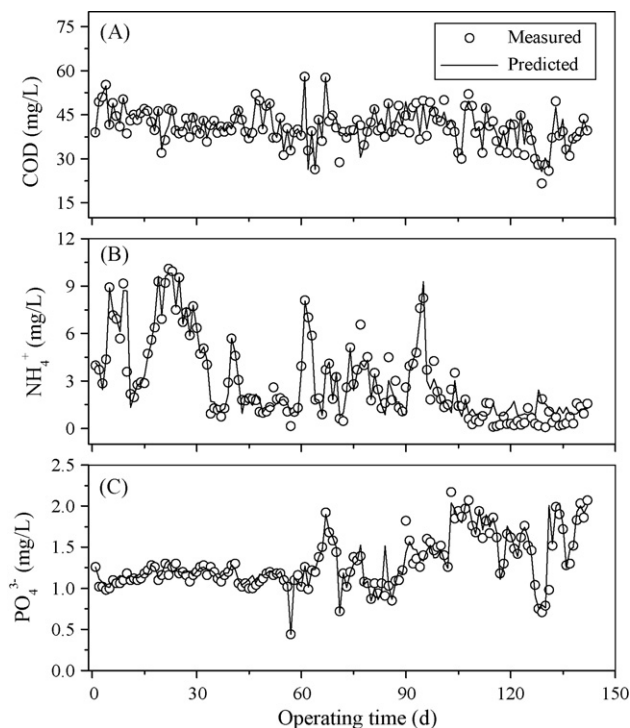 (A)
Measured
Predicted
75
60
45
30
15
COD (mg/L)
(B)
12
9
6
3
0
NH₄⁺ (mg/L)
(C)
2.5
2.0
1.5
1.0
0.5
0.0
PO₄³⁻ (mg/L)
0 30 60 90 120 150
Operating time (d)